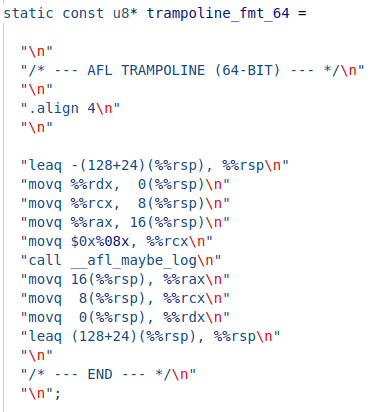 static const u8* trampoline_fmt_64 =
"\n"
"/* --- AFL TRAMPOLINE (64-BIT) --- */\n"
"\n"
".align 4\n"
"\n"
"leaq -(128+24)(%%rsp), %%rsp\n"
"movq %%rdx,  0(%%rsp)\n"
"movq %%rcx,  8(%%rsp)\n"
"movq %%rax, 16(%%rsp)\n"
"movq $0x%08x, %%rcx\n"
"call __afl_maybe_log\n"
"movq 16(%%rsp), %%rax\n"
"movq  8(%%rsp), %%rcx\n"
"movq  0(%%rsp), %%rdx\n"
"leaq (128+24)(%%rsp), %%rsp\n"
"\n"
"/* --- END --- */\n"
"\n";